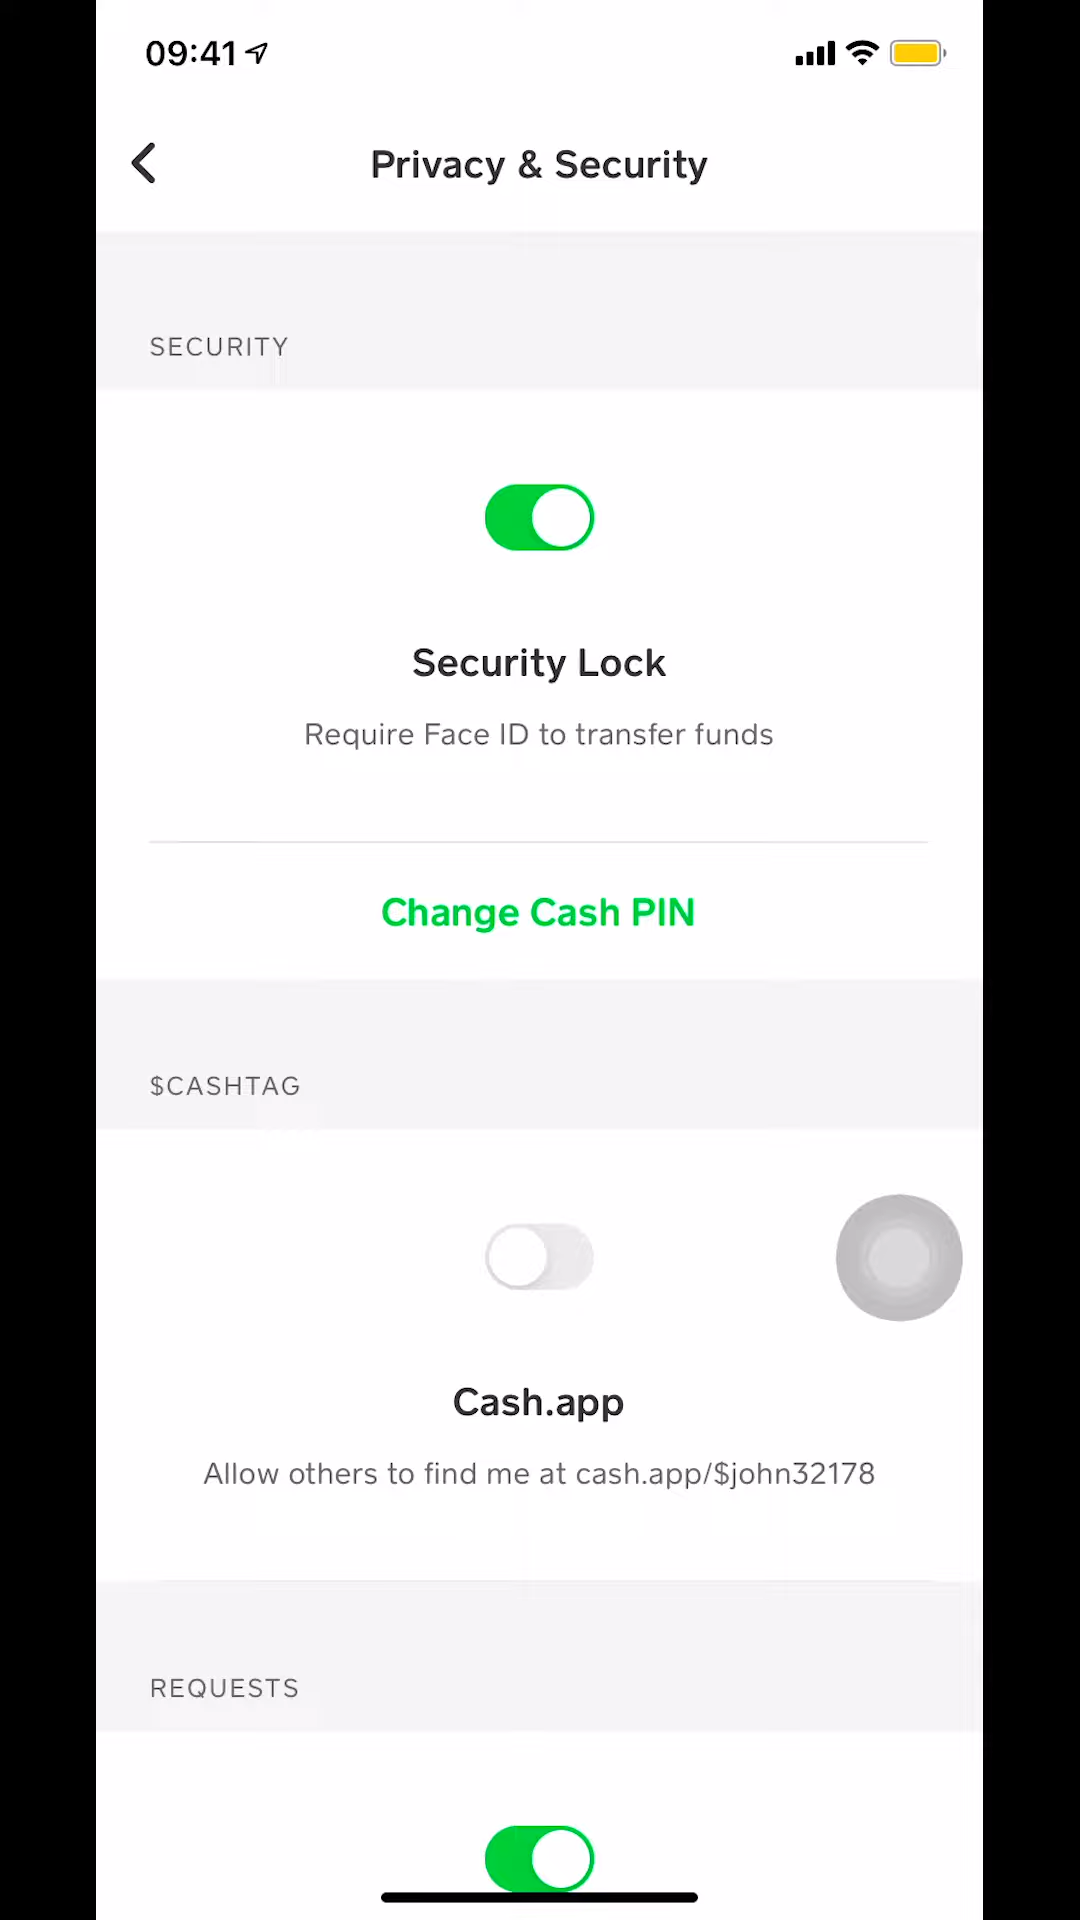 09:41
Privacy & Security
SECURITY
Security Lock
Require Face ID to transfer funds
Change Cash PIN
$CASHTAG
Cash.app
Allow others to find me at cash.app/$john32178
REQUESTS